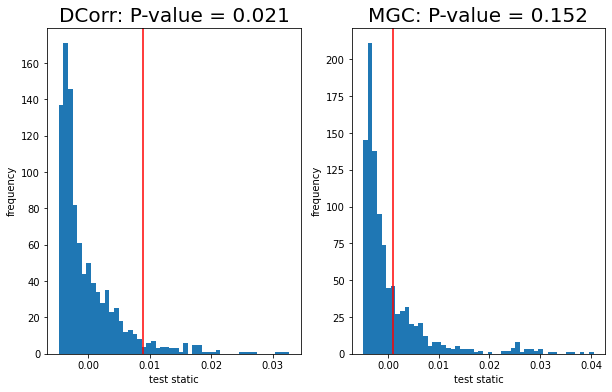 DCorr: P-value = 0.021
frequency
160
140
120
100
80
60
40
20
0
0.00 0.01 0.02 0.03
test static
MGC: P-value = 0.152
frequency
200
175
150
125
100
75
50
25
0
0.00 0.01 0.02 0.03 0.04
test static